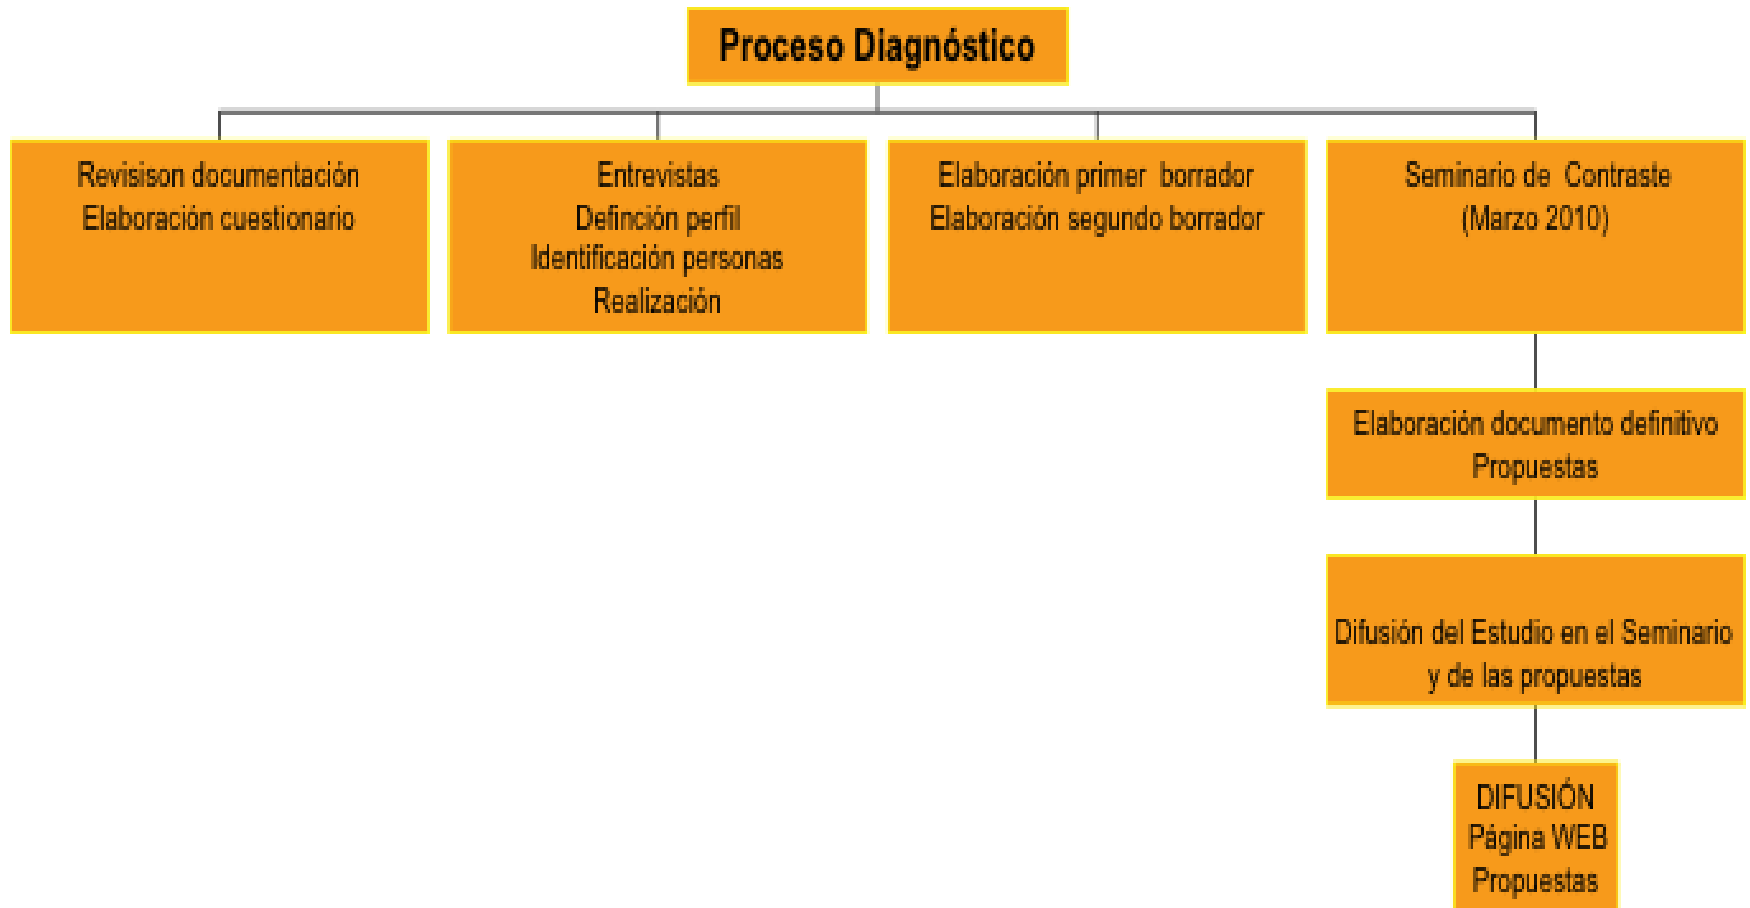 Proceso Diagnóstico
Revisison documentación
Elaboración cuestionario
Entrevistas
Definción perfil
Identificación personas
Realización
Elaboración primer borrador
Elaboración segundo borrador
Seminario de Contraste
(Marzo 2010)
Elaboración documento definitivo
Propuestas
Difusión del Estudio en el Seminario
y de las propuestas
DIFUSIÓN
Página WEB
Propuestas